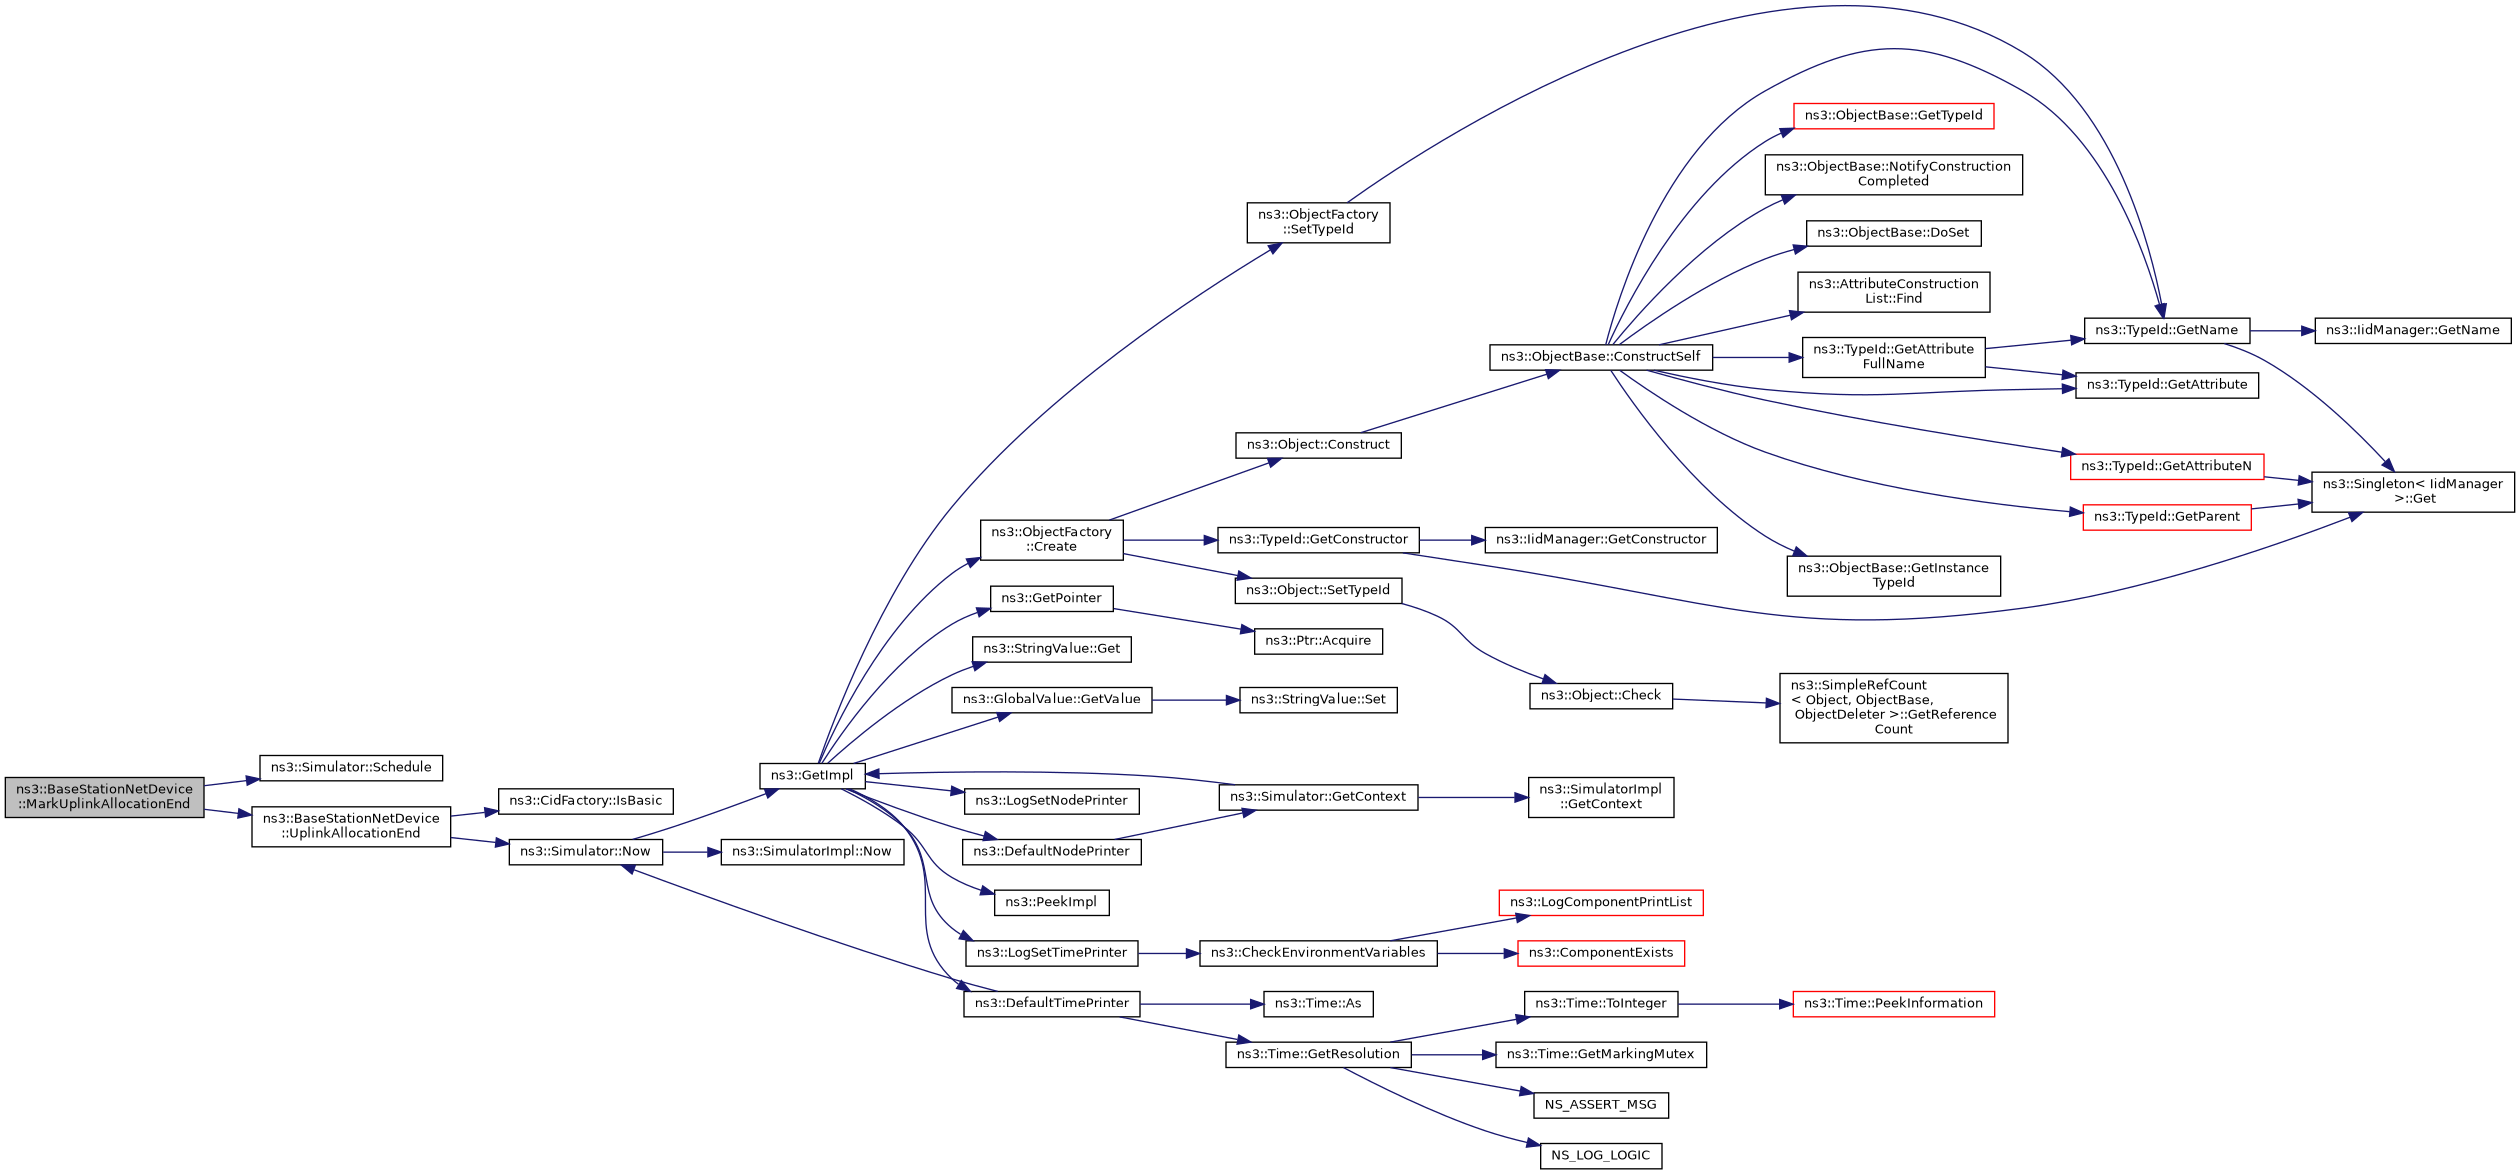 ns3::BaseStationNetDevice
::MarkUplinkAllocationEnd
ns3::Simulator::Schedule
ns3::BaseStationNetDevice
::UplinkAllocationEnd
ns3::CidFactory::IsBasic
ns3::Simulator::Now
ns3::GetImpl
ns3::SimulatorImpl::Now
ns3::ObjectFactory
::SetTypeId
ns3::ObjectFactory
::Create
ns3::GetPointer
ns3::StringValue::Get
ns3::GlobalValue::GetValue
ns3::LogSetNodePrinter
ns3::DefaultNodePrinter
ns3::PeekImpl
ns3::LogSetTimePrinter
ns3::DefaultTimePrinter
ns3::Object::Construct
ns3::TypeId::GetConstructor
ns3::Object::SetTypeId
ns3::Ptr::Acquire
ns3::StringValue::Set
ns3::Simulator::GetContext
ns3::CheckEnvironmentVariables
ns3::Time::As
ns3::Time::GetResolution
ns3::ObjectBase::ConstructSelf
ns3::IidManager::GetConstructor
ns3::Object::Check
ns3::SimulatorImpl
::GetContext
ns3::LogComponentPrintList
ns3::ComponentExists
ns3::Time::ToInteger
ns3::Time::GetMarkingMutex
NS_ASSERT_MSG
NS_LOG_LOGIC
ns3::ObjectBase::GetTypeId
ns3::ObjectBase::NotifyConstruction
Completed
ns3::ObjectBase::DoSet
ns3::AttributeConstruction
List::Find
ns3::TypeId::GetAttribute
FullName
ns3::ObjectBase::GetInstance
TypeId
ns3::SimpleRefCount
< Object, ObjectBase,
ObjectDeleter >::GetReference
Count
ns3::Time::PeekInformation
ns3::TypeId::GetName
ns3::TypeId::GetAttribute
ns3::TypeId::GetAttributeN
ns3::TypeId::GetParent
ns3::IidManager::GetName
ns3::Singleton< IidManager
>::Get